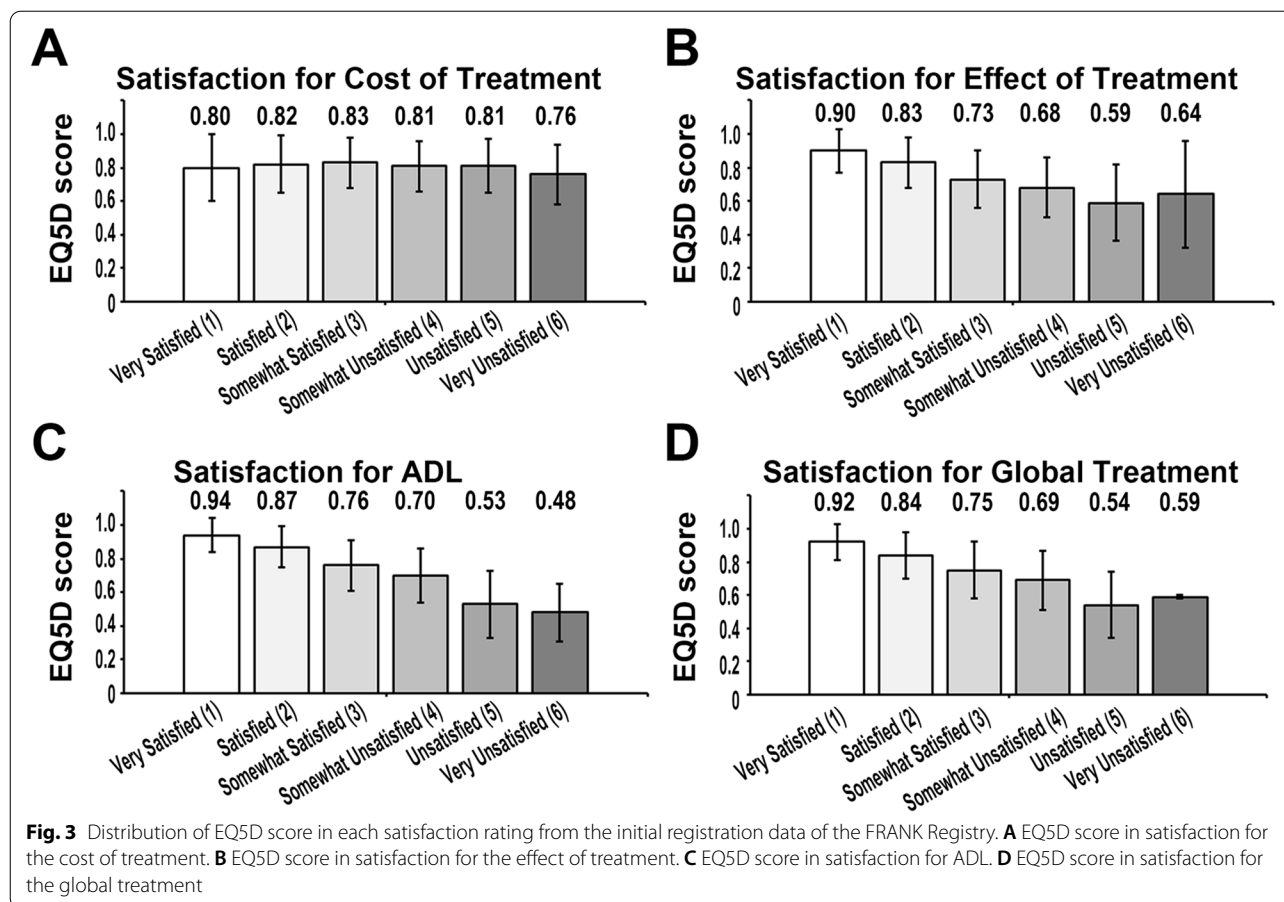 A
Satisfaction for Cost of Treatment
0.80 0.82 0.83 0.81 0.81 0.76
EQ5D score
1.0
0.8
0.6
0.4
0.2
0
Very Satisfied (1)
Satisfied (2)
Somewhat Satisfied (3)
Somewhat Unsatisfied (4)
Unsatisfied (5)
Very Unsatisfied (6)
B
Satisfaction for Effect of Treatment
0.90 0.83 0.73 0.68 0.59 0.64
EQ5D score
1.0
0.8
0.6
0.4
0.2
0
Very Satisfied (1)
Satisfied (2)
Somewhat Satisfied (3)
Somewhat Unsatisfied (4)
Unsatisfied (5)
Very Unsatisfied (6)
C
Satisfaction for ADL
0.94 0.87 0.76 0.70 0.53 0.48
EQ5D score
1.0
0.8
0.6
0.4
0.2
0
Very Satisfied (1)
Satisfied (2)
Somewhat Satisfied (3)
Somewhat Unsatisfied (4)
Unsatisfied (5)
Very Unsatisfied (6)
D
Satisfaction for Global Treatment
0.92 0.84 0.75 0.69 0.54 0.59
EQ5D score
1.0
0.8
0.6
0.4
0.2
0
Very Satisfied (1)
Satisfied (2)
Somewhat Satisfied (3)
Somewhat Unsatisfied (4)
Unsatisfied (5)
Very Unsatisfied (6)
Fig. 3 Distribution of EQ5D score in each satisfaction rating from the initial registration data of the FRANK Registry. A EQ5D score in satisfaction for
the cost of treatment. B EQ5D score in satisfaction for the effect of treatment. C EQ5D score in satisfaction for ADL. D EQ5D score in satisfaction for
the global treatment